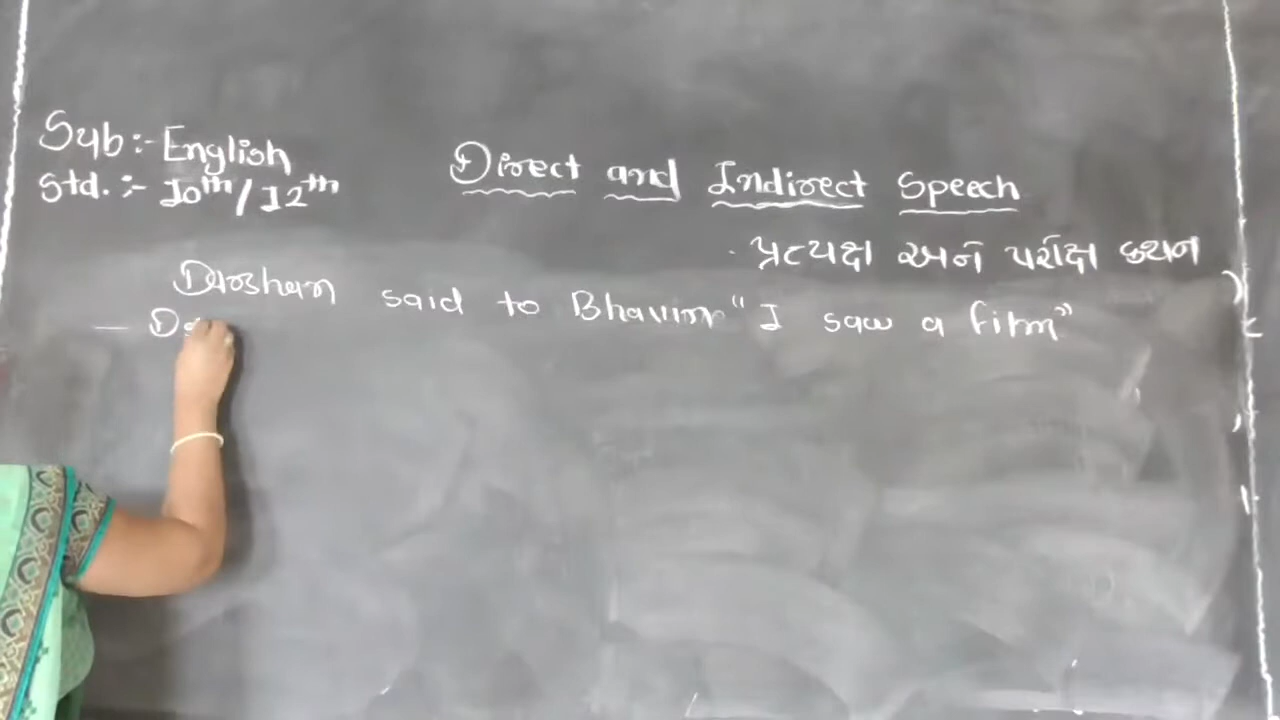 Sub:- English
Std. :- 10th/12th
Direct and Indirect Speech
પ્રત્યક્ષ અને પરોક્ષ કથન
Darshan said to Bhavin "I saw a film"
— Da